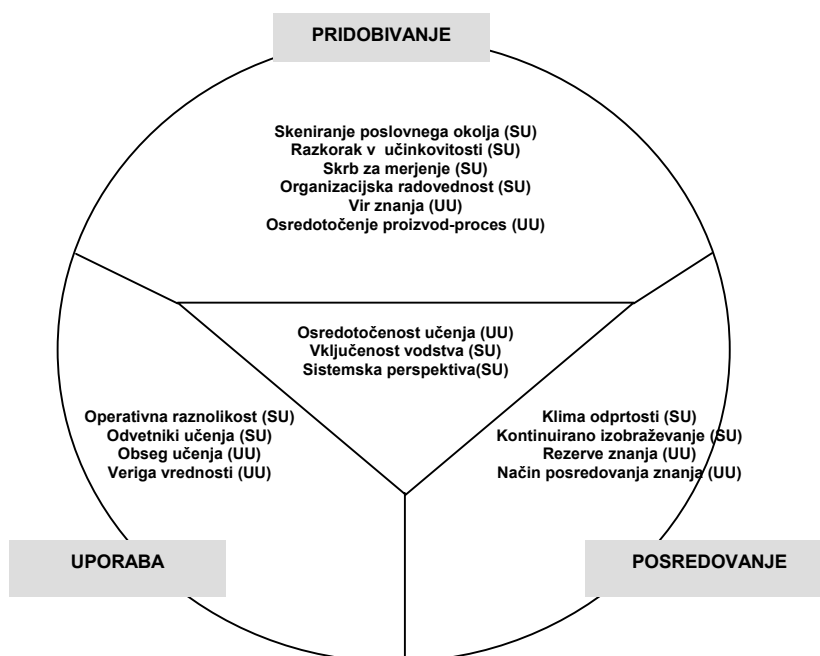 PRIDOBIVANJE
Skeniranje poslovnega okolja (SU)
Razkorak v učinkovitosti (SU)
Skrb za merjenje (SU)
Organizacijska radovednost (SU)
Vir znanja (UU)
Osredotočenje proizvod-proces (UU)
Osredotočenost učenja (UU)
Vključenost vodstva (SU)
Sistemska perspektiva(SU)
Operativna raznolikost (SU)
Odvetniki učenja (SU)
Obseg učenja (UU)
Veriga vrednosti (UU)
Klima odprtosti (SU)
Kontinuirano izobraževanje (SU)
Rezerve znanja (UU)
Način posredovanja znanja (UU)
UPORABA
POSREDOVANJE